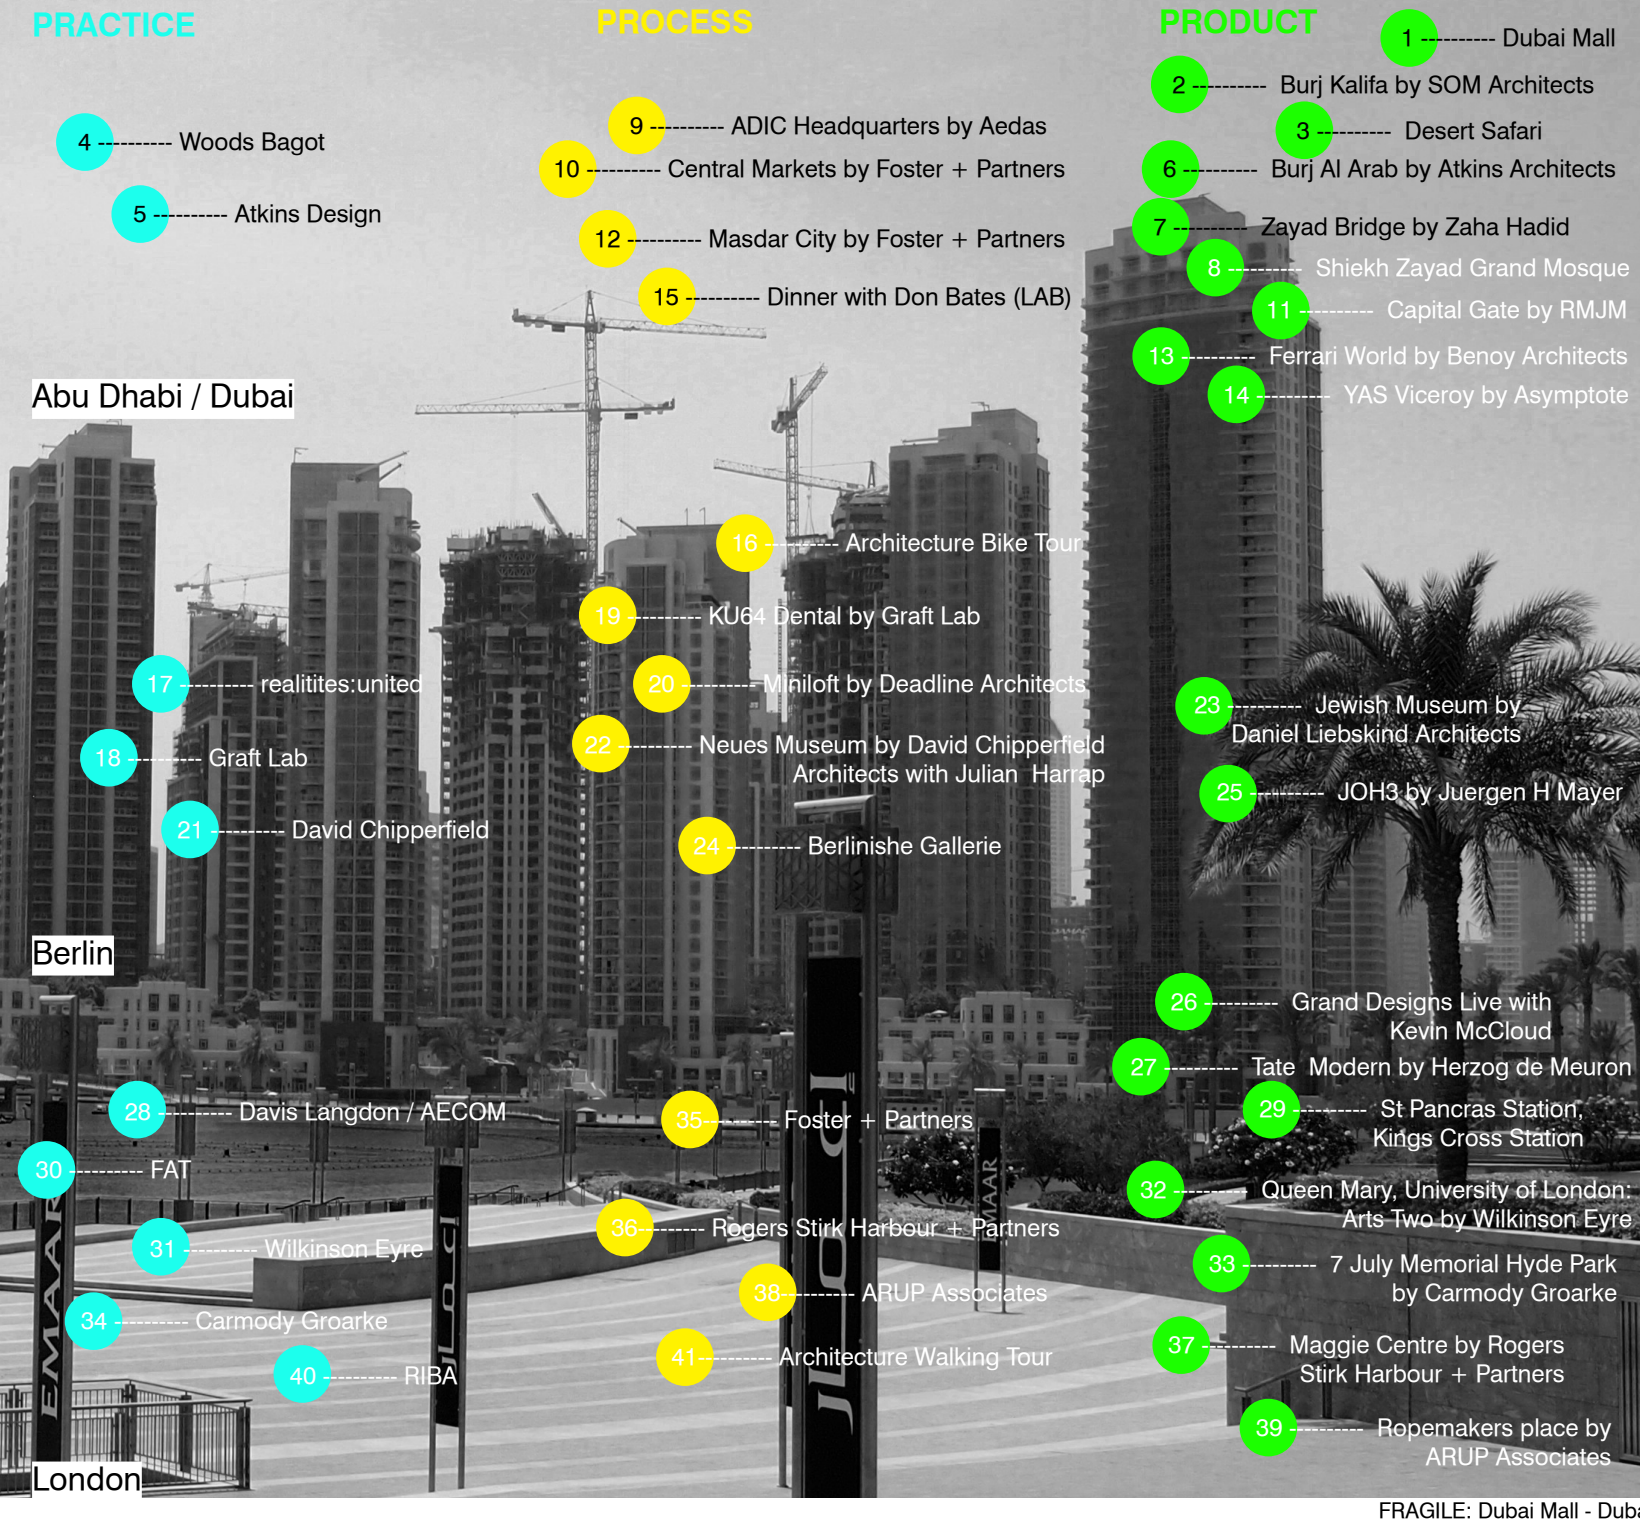 PRACTICE
PROCESS
PRODUCT
1 ---------- Dubai Mall
2 ---------- Burj Kalifa by SOM Architects
3 ---------- Desert Safari
4 ---------- Woods Bagot
5 ---------- Atkins Design
9 ---------- ADIC Headquarters by Aedas
10 ---------- Central Markets by Foster + Partners
12 ---------- Masdar City by Foster + Partners
15 ---------- Dinner with Don Bates (LAB)
6 ---------- Burj Al Arab by Atkins Architects
7 ---------- Zayad Bridge by Zaha Hadid
8 ---------- Shiekh Zayad Grand Mosque
11 ---------- Capital Gate by RMJM
13 ---------- Ferrari World by Benoy Architects
14 ---------- YAS Viceroy by Asymptote
Abu Dhabi / Dubai
16 ---------- Architecture Bike Tour
19 ---------- KU64 Dental by Graft Lab
17 ---------- realitites:united
18 ---------- Graft Lab
21 ---------- David Chipperfield
20 ---------- Miniloft by Deadline Architects
22 ---------- Neues Museum by David Chipperfield
Architects with Julian Harrap
24 ---------- Berlinishe Gallerie
23 ---------- Jewish Museum by
Daniel Liebskind Architects
25 ---------- JOH3 by Juergen H Mayer
Berlin
26 ---------- Grand Designs Live with
Kevin McCloud
27 ---------- Tate Modern by Herzog de Meuron
28 ---------- Davis Langdon / AECOM
30 ---------- FAT
31 ---------- Wilkinson Eyre
34 ---------- Carmody Groarke
40 ---------- RIBA
35 ---------- Foster + Partners
36 ---------- Rogers Stirk Harbour + Partners
38 ---------- ARUP Associates
41 ---------- Architecture Walking Tour
29 ---------- St Pancras Station,
Kings Cross Station
32 ---------- Queen Mary, University of London:
Arts Two by Wilkinson Eyre
33 ---------- 7 July Memorial Hyde Park
by Carmody Groarke
37 ---------- Maggie Centre by Rogers
Stirk Harbour + Partners
39 ---------- Ropemakers place by
ARUP Associates
EMAAR
EMAAR
إعمار
إعمار
London
FRAGILE: Dubai Mall - Duba